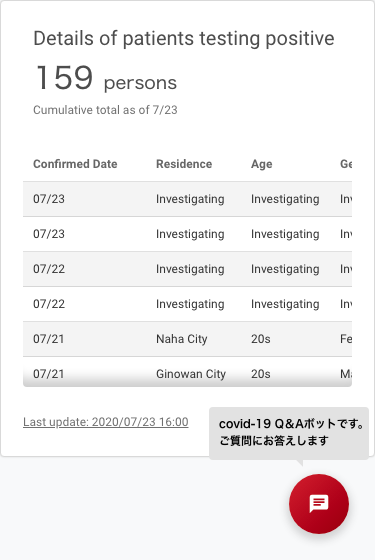 Details of patients testing positive
159 persons
Cumulative total as of 7/23
Confirmed Date Residence Age Ge
07/23 Investigating Investigating Inv
07/23 Investigating Investigating Inv
07/22 Investigating Investigating Inv
07/22 Investigating Investigating Inv
07/21 Naha City 20s Fe
07/21 Ginowan City 20s Ma
Last update: 2020/07/23 16:00
covid-19 Q&Aボットです。
ご質問にお答えします